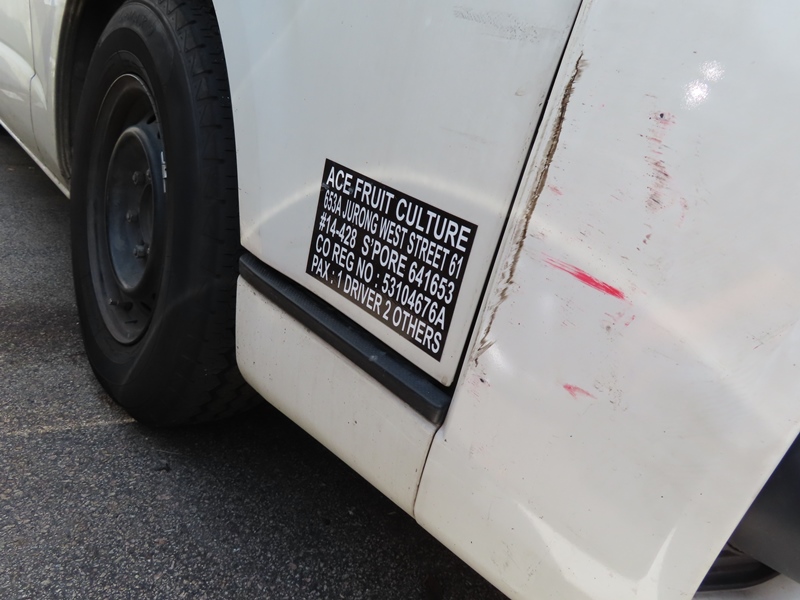 ACE FRUIT CULTURE
653A JURONG WEST STREET 61
#14-428 S'PORE 641653
CO REG NO : 53104676A
PAX : 1 DRIVER 2 OTHERS